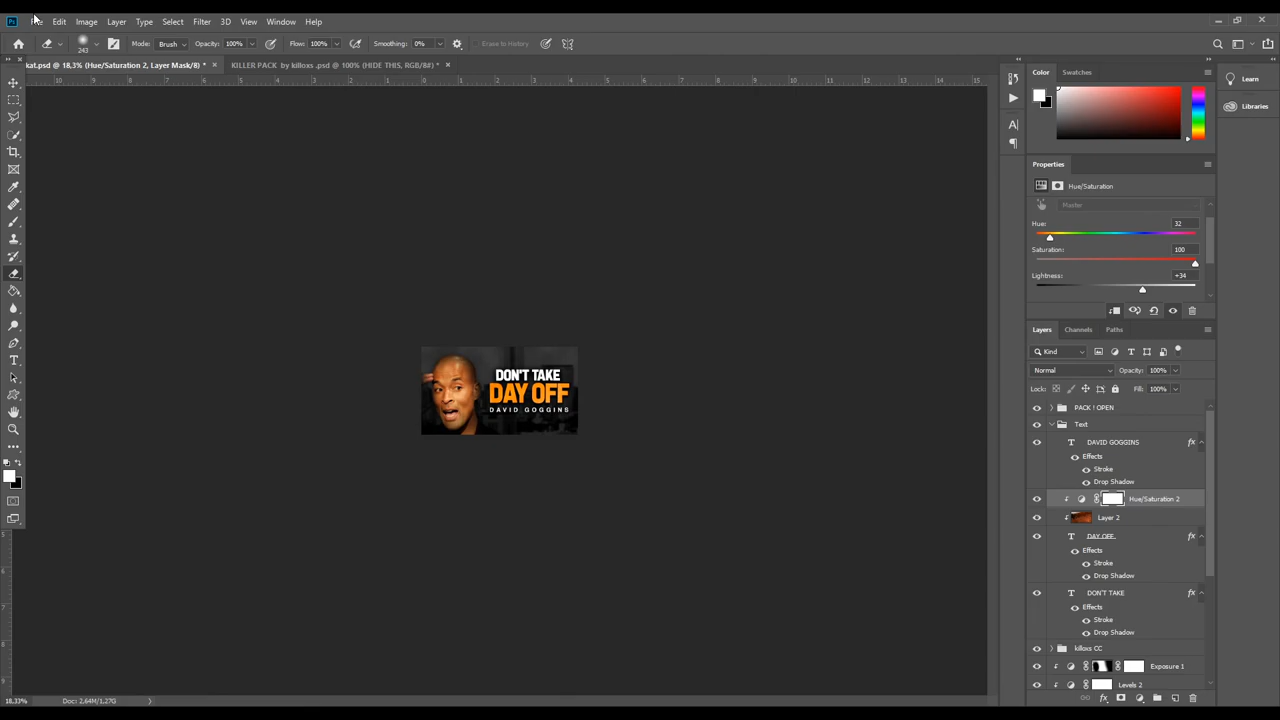 File Edit Image Layer Type Select Filter 3D View Window Help
243 Mode: Brush Opacity: 100% Flow: 100% Smoothing: 0% Erase to History
kat.psd @ 18,3% (Hue/Saturation 2, Layer Mask/8) * × KILLER PACK by killoxs .psd @ 100% (HIDE THIS, RGB/8#) * ×
Color Swatches
Learn
Libraries
Properties
Hue/Saturation
Master
Hue: 32
Saturation: 100
Lightness: +34
Layers Channels Paths
Kind
Normal Opacity: 100%
Lock: Fill: 100%
PACK ! OPEN
Text
DAVID GOGGINS fx
Effects
Stroke
Drop Shadow
Hue/Saturation 2
Layer 2
DAY OFF fx
Effects
Stroke
Drop Shadow
DON'T TAKE fx
Effects
Stroke
Drop Shadow
killoxs CC
Exposure 1
Levels 2
DON'T TAKE
DAY OFF
DAVID GOGGINS
18,33% Doc: 2,64M/1,27G